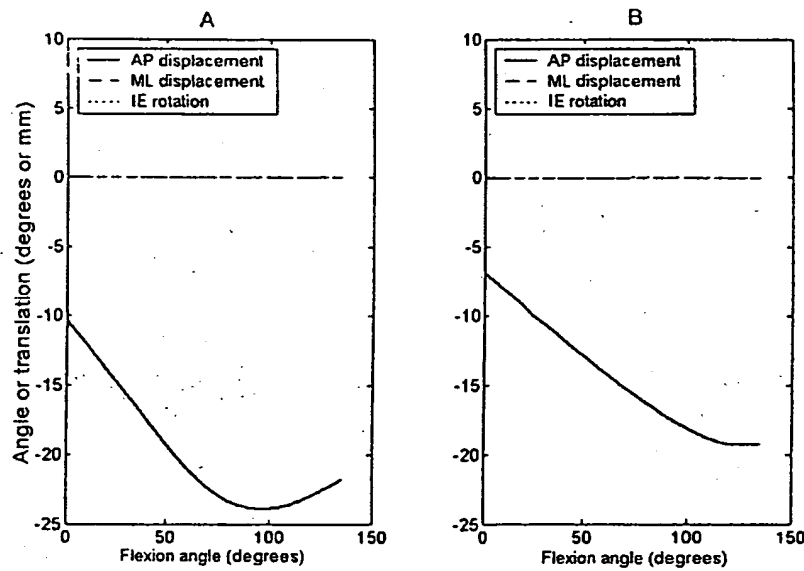 A
10
5
0
-5
-10
-15
-20
-25
0
50
100
150
AP displacement
ML displacement
IE rotation
Angle or translation (degrees or mm)
Flexion angle (degrees)
B
10
5
0
-5
-10
-15
-20
-25
0
50
100
150
AP displacement
ML displacement
IE rotation
Flexion angle (degrees)